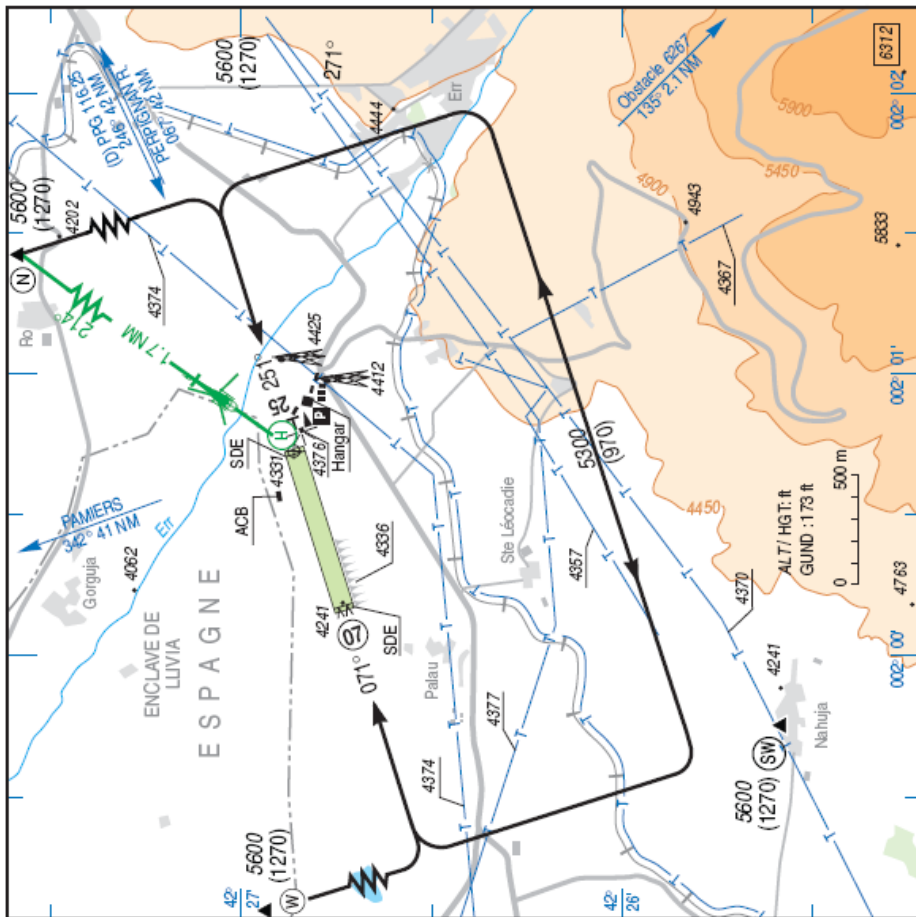 N
5600
(1270)
4202
(D) PPG 116.25
246° 42 NM
PERPIGNAN FR.
067° 42 NM
5600
(1270)
271°
4444
Err
Obstacle 6267
135° 2.1 NM
6312
5900
5450
4900
4943
5833
002° 02'
Ro
214°
1.7 NM
4374
4367
PAMIERS
342° 41 NM
Gorguja
4062
Err
ENCLAVE DE
LLIVIA
ESPAGNE
ACB
SDE
4331
H
25
251°
4425
4412
P
4376
Hangar
002° 01'
4336
4241
SDE
07
071°
Palau
Ste Léocadie
5300
(970)
4357
4450
ALT / HGT: ft
GUND : 173 ft
0 500 m
4763
002° 00'
4374
4377
4370
4241
Nahuja
SW
5600
(1270)
W
5600
(1270)
42°
27'
42°
26'